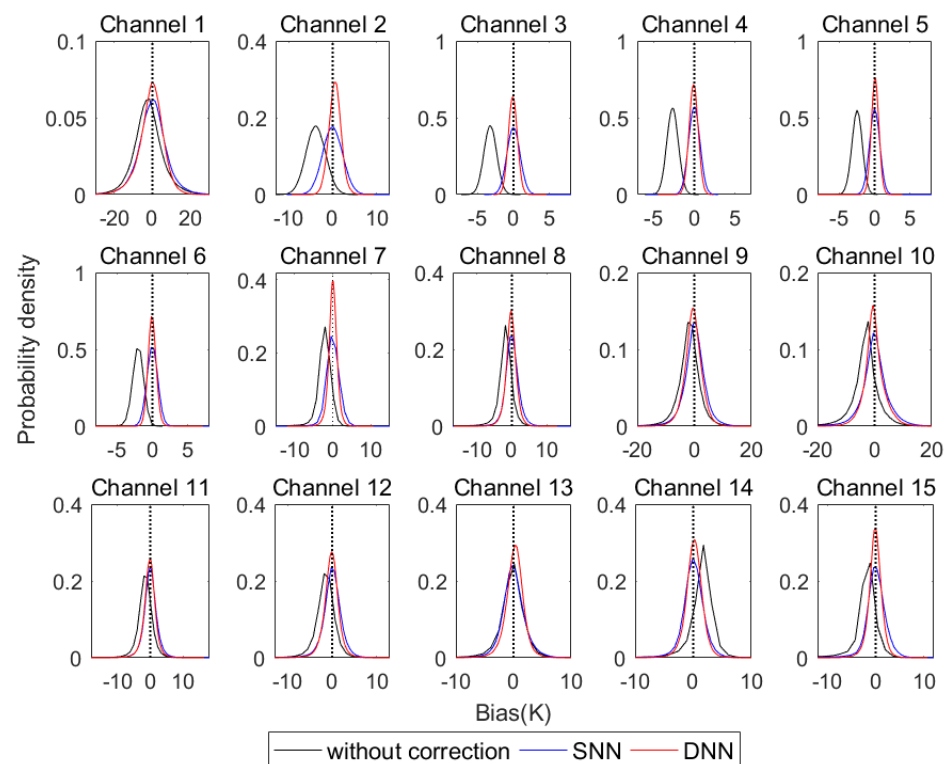 Channel 1 Channel 2 Channel 3 Channel 4 Channel 5
0.1 0.4 1 1 1
0.05 0.2 0.5 0.5 0.5
0 0 0 0 0
-20 0 20 -10 0 10 -5 0 5 -5 0 5 -5 0 5
Channel 6 Channel 7 Channel 8 Channel 9 Channel 10
1 0.4 0.4 0.2 0.2
0.5 0.2 0.2 0.1 0.1
0 0 0 0 0
-5 0 5 -10 0 10 -10 0 10 -20 0 20 -20 0 20
Probability density
Channel 11 Channel 12 Channel 13 Channel 14 Channel 15
0.4 0.4 0.4 0.4 0.4
0.2 0.2 0.2 0.2 0.2
0 0 0 0 0
-10 0 10 -10 0 10 -10 0 10 -10 0 10 -10 0 10
Bias(K)
without correction SNN DNN